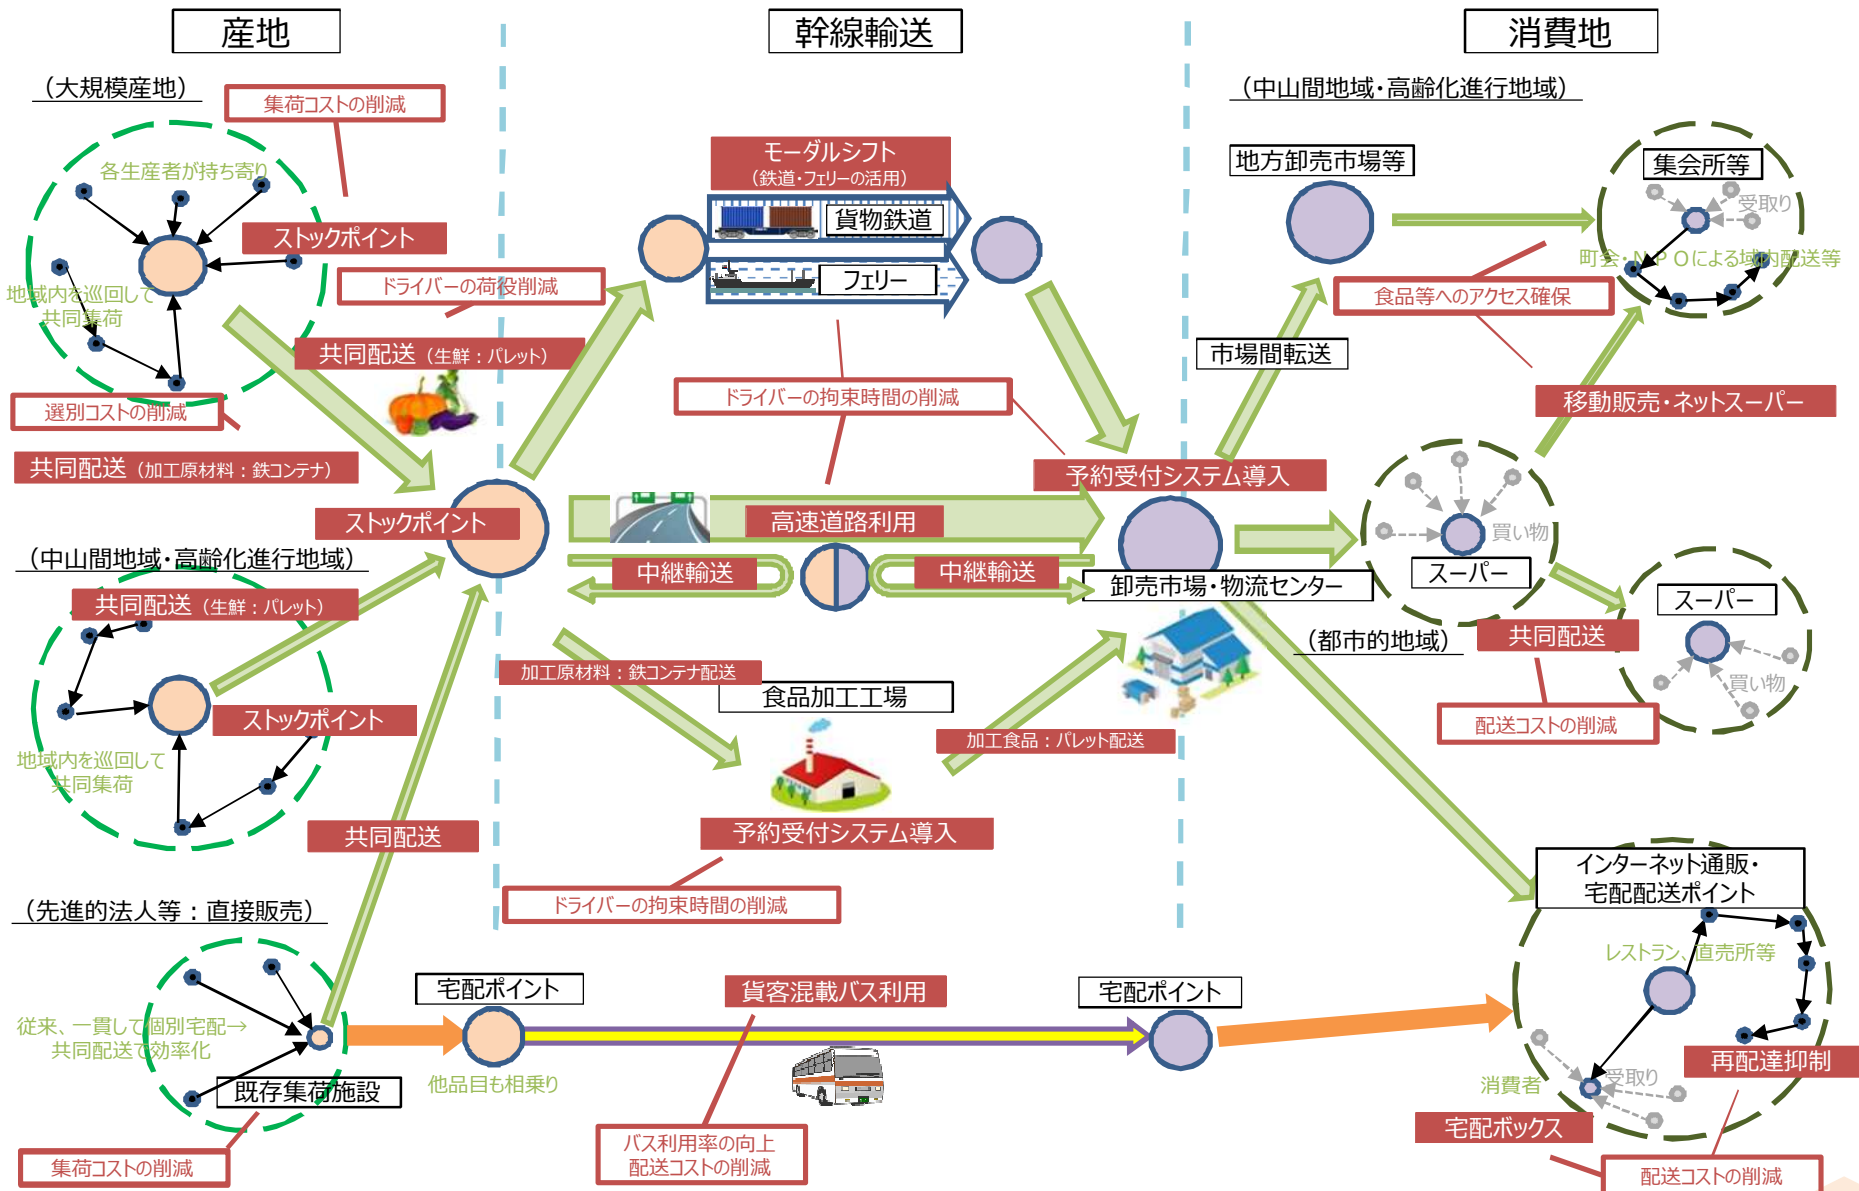 産地
幹線輸送
消費地
（大規模産地）
集荷コストの削減
各生産者が持ち寄り
ストックポイント
地域内を巡回して
共同集荷
ドライバーの荷役削減
共同配送（生鮮：パレット）
選別コストの削減
共同配送（加工原材料：鉄コンテナ）
ストックポイント
（中山間地域・高齢化進行地域）
共同配送（生鮮：パレット）
ストックポイント
地域内を巡回して
共同集荷
共同配送
（先進的法人等：直接販売）
従来、一貫して個別宅配→
共同配送で効率化
既存集荷施設
集荷コストの削減
宅配ポイント
他品目も相乗り
モーダルシフト
（鉄道・フェリーの活用）
貨物鉄道
フェリー
ドライバーの拘束時間の削減
予約受付システム導入
高速道路利用
中継輸送
中継輸送
卸売市場・物流センター
加工原材料：鉄コンテナ配送
食品加工工場
加工食品：パレット配送
予約受付システム導入
ドライバーの拘束時間の削減
貨客混載バス利用
宅配ポイント
バス利用率の向上
配送コストの削減
（中山間地域・高齢化進行地域）
地方卸売市場等
集会所等
受取り
町会・ＮＰＯによる域内配送等
食品等へのアクセス確保
市場間転送
移動販売・ネットスーパー
買い物
スーパー
（都市的地域）
スーパー
共同配送
買い物
配送コストの削減
インターネット通販・
宅配配送ポイント
レストラン、直売所等
再配達抑制
消費者
受取り
宅配ボックス
配送コストの削減